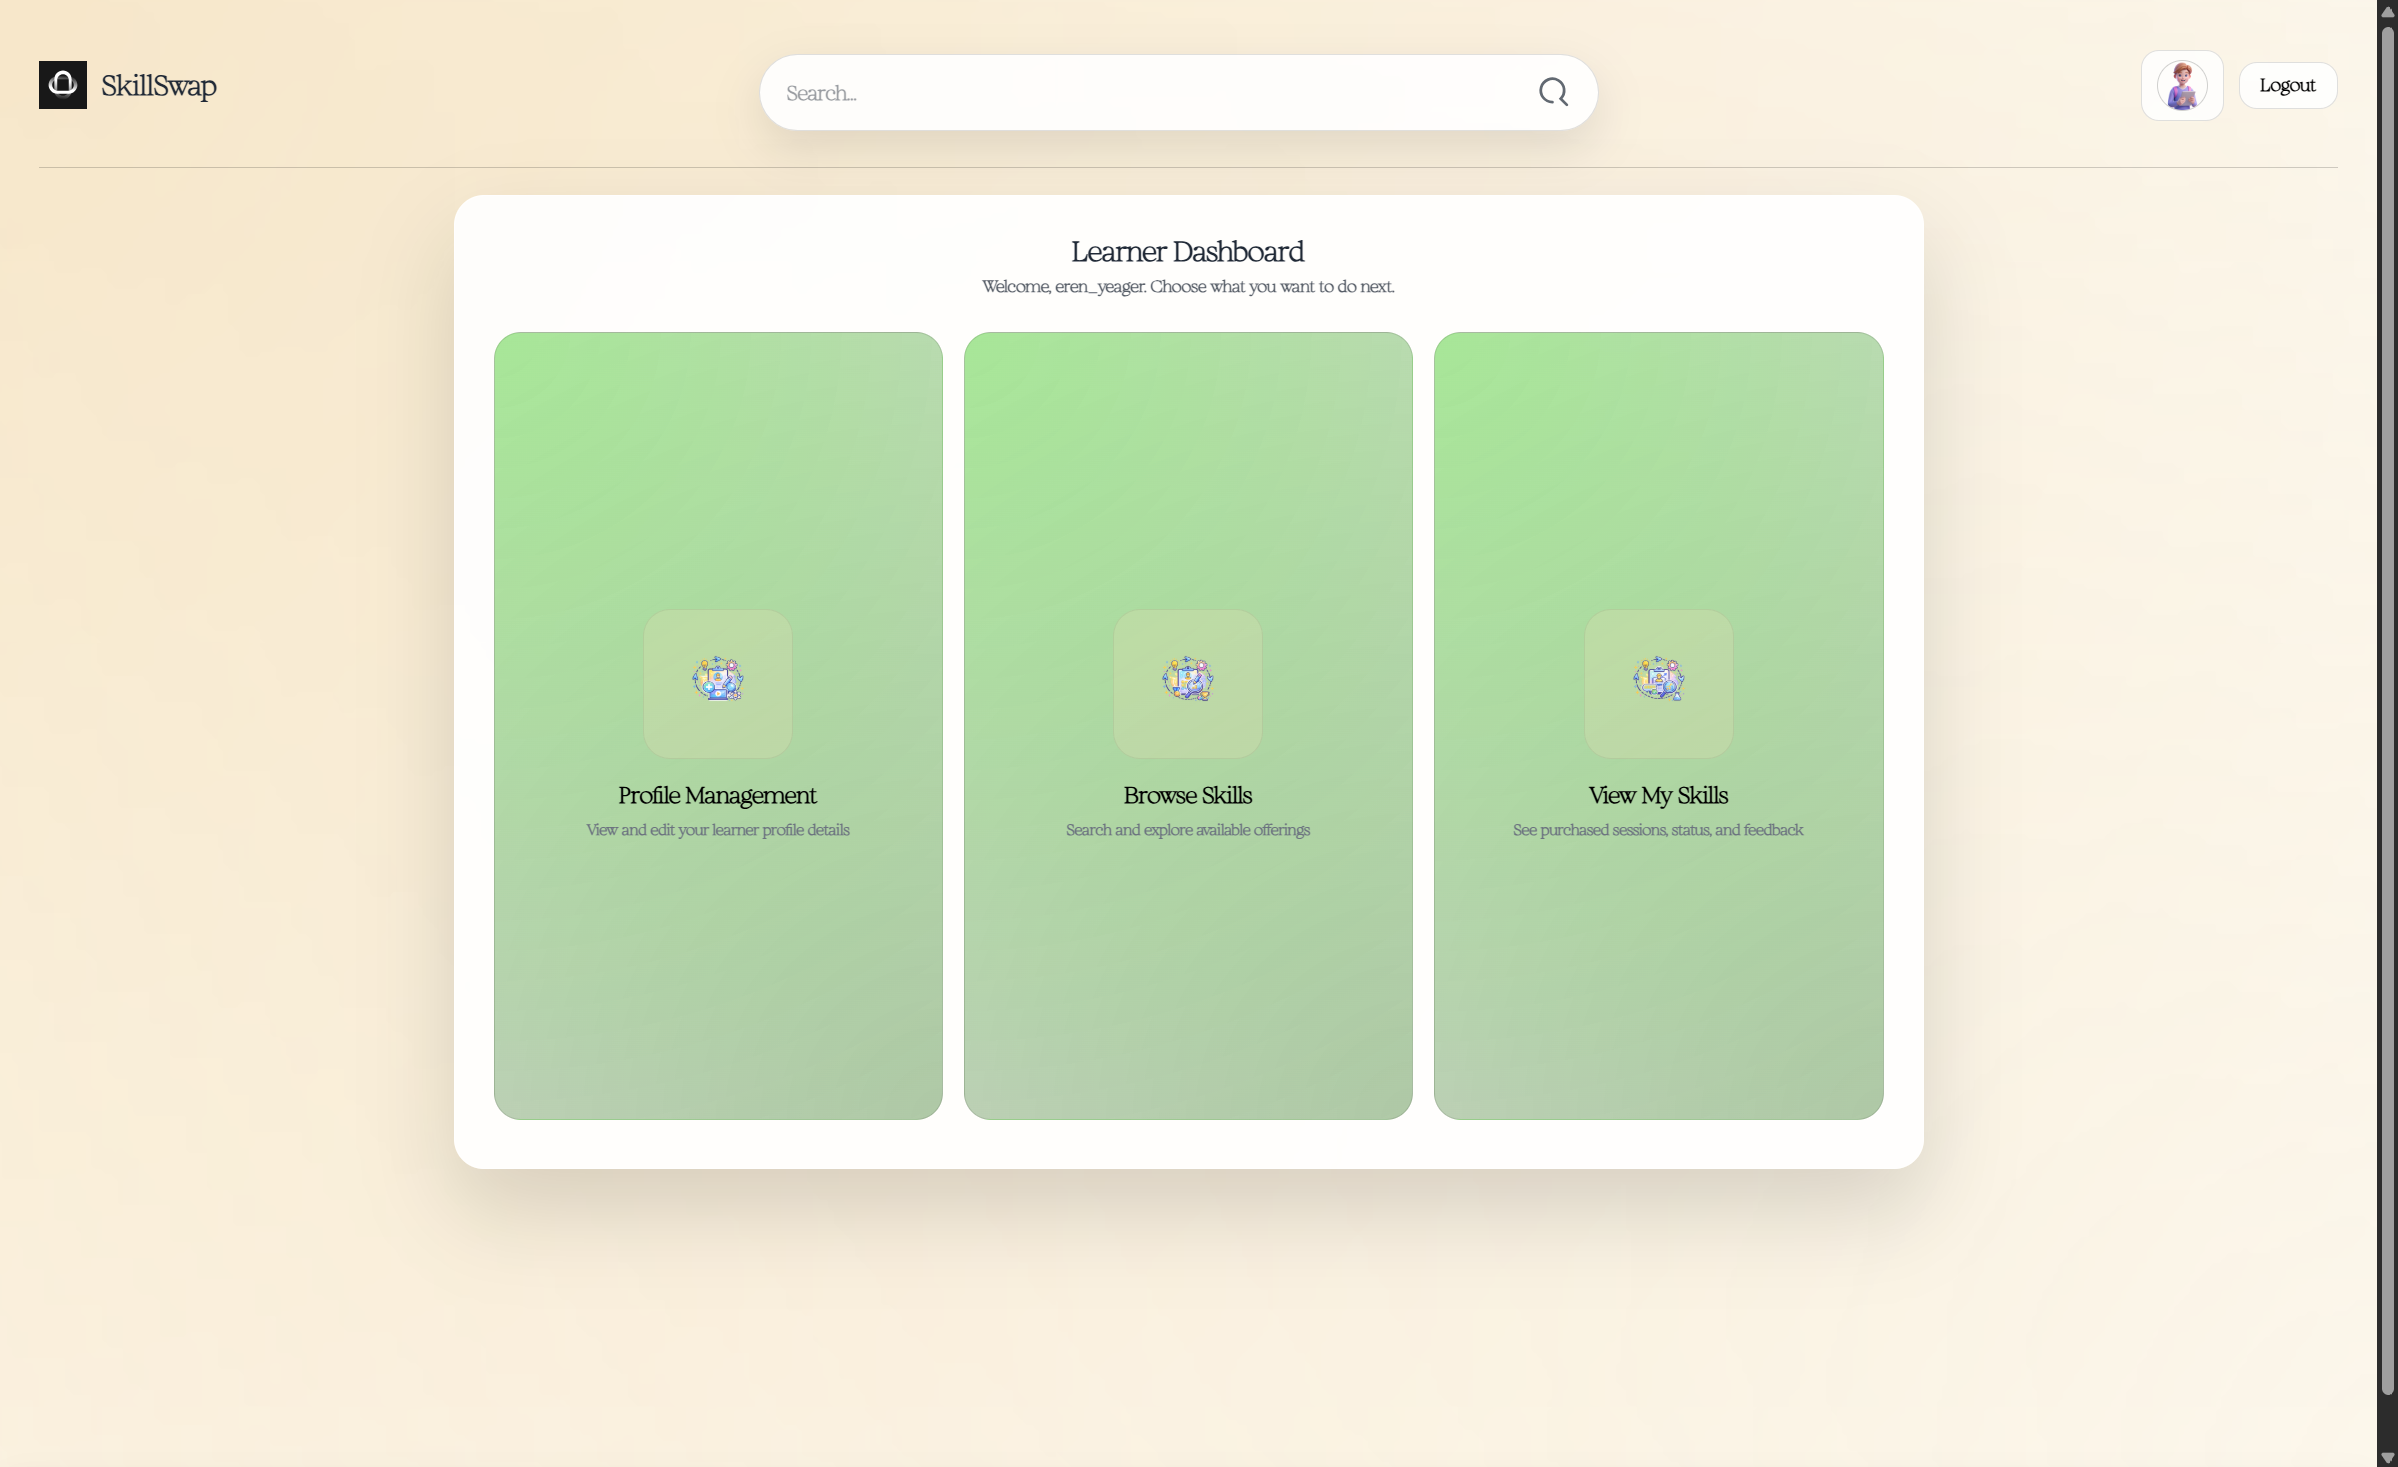 SkillSwap
Search...
Logout
Learner Dashboard
Welcome, eren_yeager. Choose what you want to do next.
Profile Management
View and edit your learner profile details
Browse Skills
Search and explore available offerings
View My Skills
See purchased sessions, status, and feedback